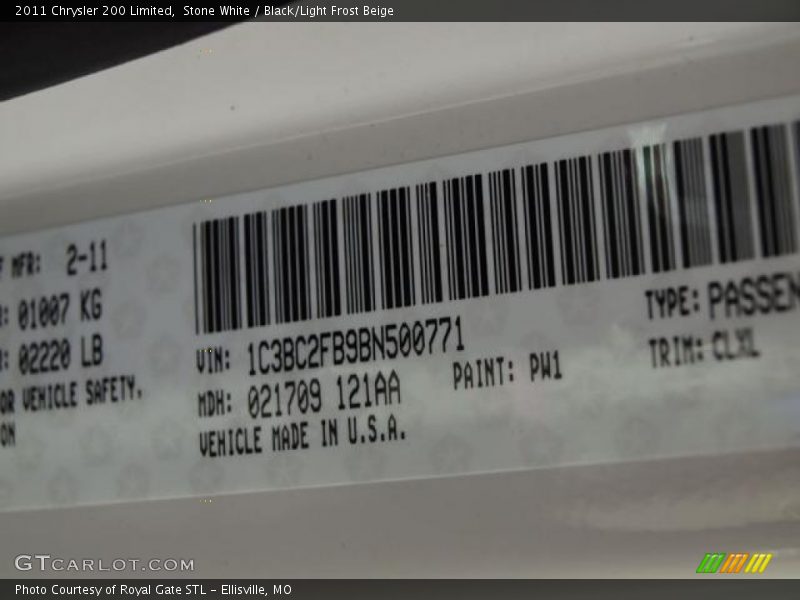 2011 Chrysler 200 Limited,  Stone White / Black/Light Frost Beige
MFR: 2-11
01007 KG
02220 LB
OR VEHICLE SAFETY.
ON
VIN: 1C3BC2FB9BN500771
MDH: 021709 121AA
VEHICLE MADE IN U.S.A.
PAINT: PW1
TYPE: PASSEN
TRIM: CLXL
GTCARLOT.COM
Photo Courtesy of Royal Gate STL - Ellisville, MO